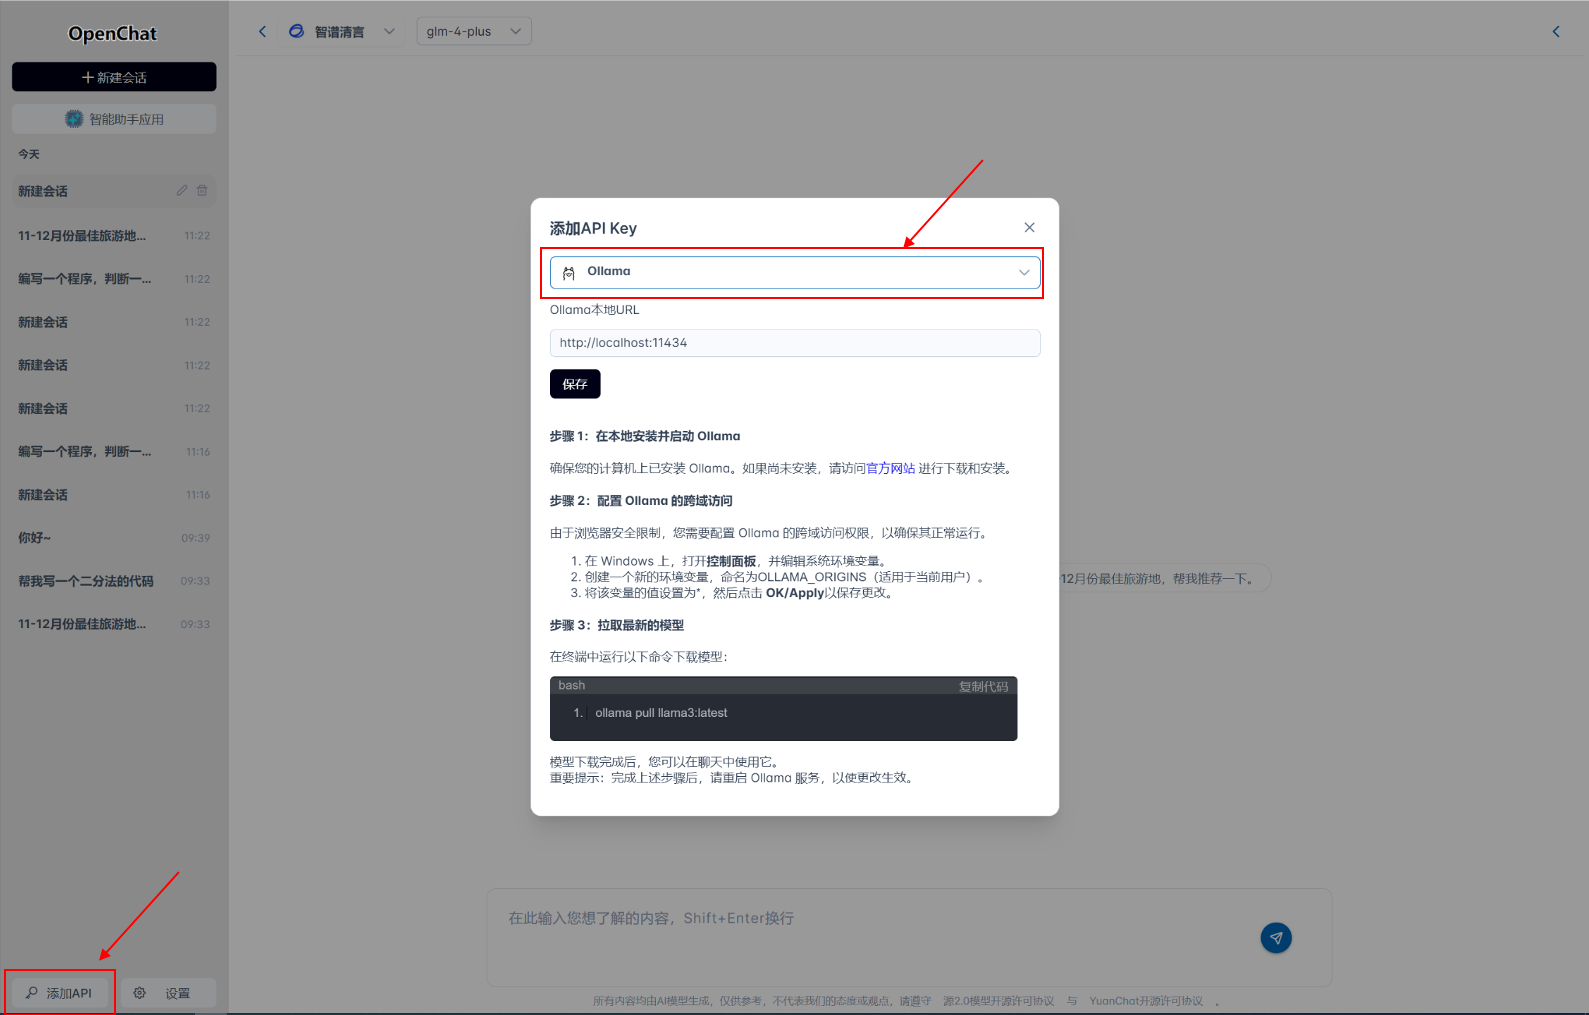 OpenChat
新建会话
智能助手应用
今天
新建会话
11-12月份最佳旅游地... 11:22
编写一个程序，判断一... 11:22
新建会话 11:22
新建会话 11:22
新建会话 11:22
编写一个程序，判断一... 11:16
新建会话 11:16
你好~ 09:39
帮我写一个二分法的代码 09:33
11-12月份最佳旅游地... 09:33
添加API
设置
智谱清言
glm-4-plus
添加API Key
Ollama
Ollama本地URL
http://localhost:11434
保存
步骤 1：在本地安装并启动 Ollama
确保您的计算机上已安装 Ollama。如果尚未安装，请访问官方网站 进行下载和安装。
步骤 2：配置 Ollama 的跨域访问
由于浏览器安全限制，您需要配置 Ollama 的跨域访问权限，以确保其正常运行。
1. 在 Windows 上，打开控制面板，并编辑系统环境变量。
2. 创建一个新的环境变量，命名为OLLAMA_ORIGINS（适用于当前用户）。
3. 将该变量的值设置为*，然后点击 OK/Apply以保存更改。
步骤 3：拉取最新的模型
在终端中运行以下命令下载模型：
bash 复制代码
1. ollama pull llama3:latest
模型下载完成后，您可以在聊天中使用它。
重要提示：完成上述步骤后，请重启 Ollama 服务，以使更改生效。
12月份最佳旅游地，帮我推荐一下。
在此输入您想了解的内容，Shift+Enter换行
所有内容均由AI模型生成，仅供参考，不代表我们的态度或观点，请遵守 源2.0模型开源许可协议 与 YuanChat开源许可协议 。